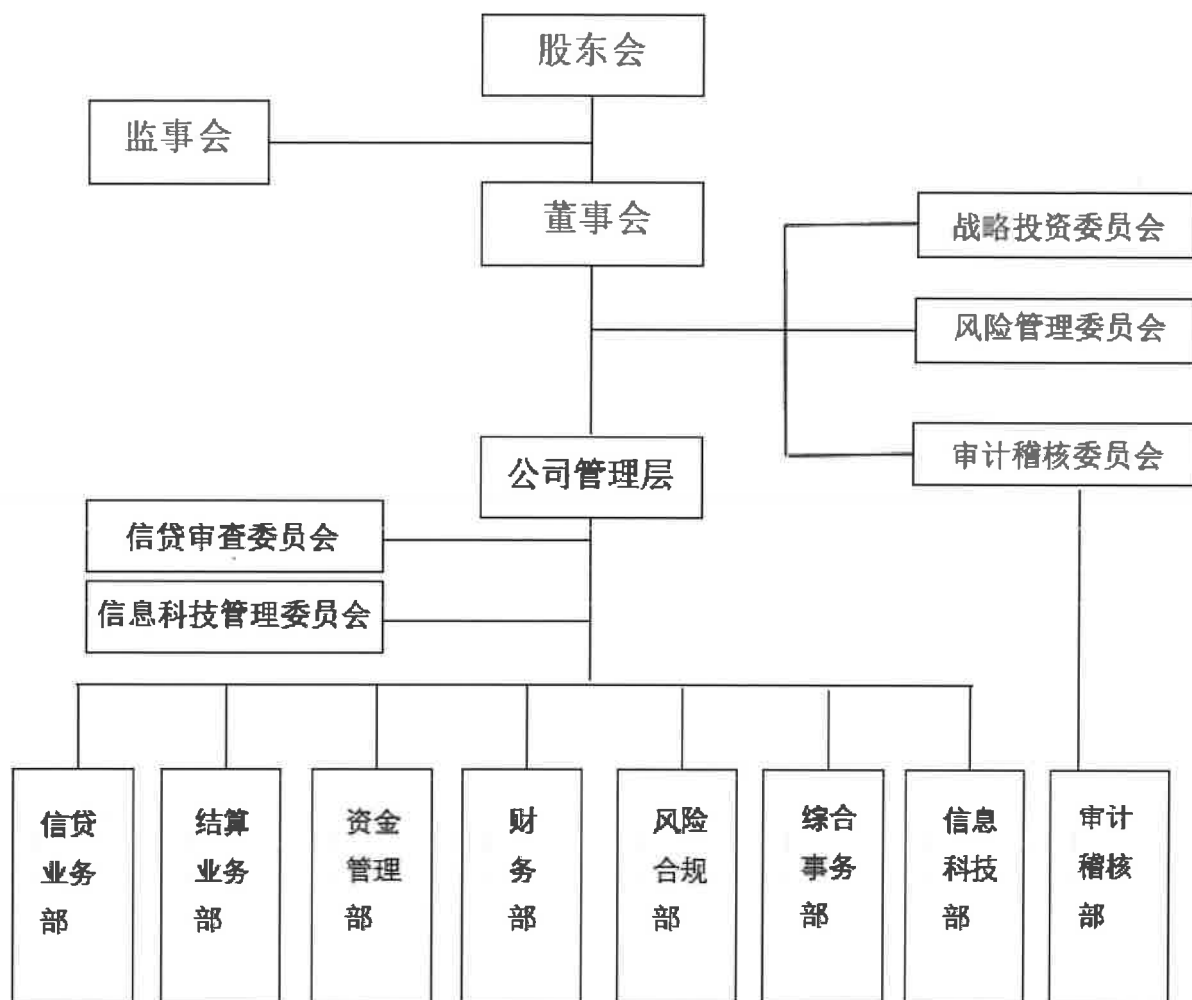 股东会
监事会
董事会
战略投资委员会
风险管理委员会
审计稽核委员会
公司管理层
信贷审查委员会
信息科技管理委员会
信贷
业务
部
结算
业务
部
资金
管理
部
财
务
部
风险
合规
部
综合
事务
部
信息
科技
部
审计
稽核
部